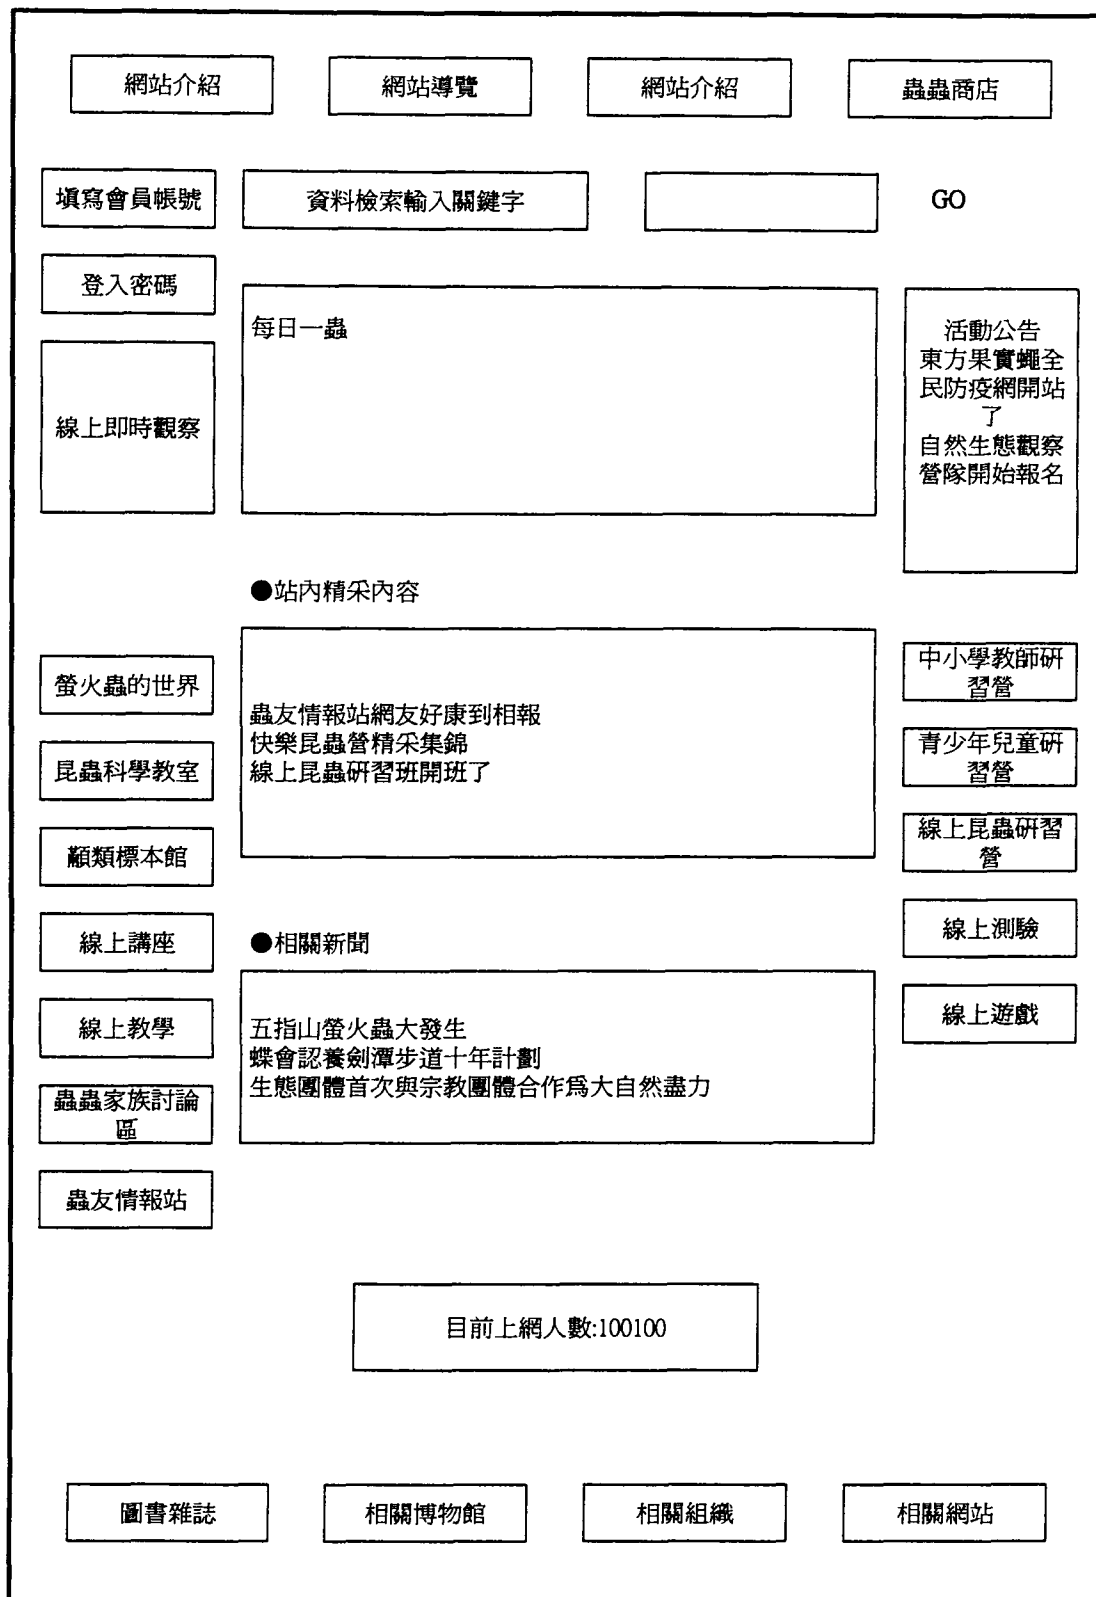 網站介紹
網站導覽
網站介紹
蟲蟲商店
填寫會員帳號
資料檢索輸入關鍵字
GO
登入密碼
線上即時觀察
每日一蟲
活動公告
東方果實蠅全
民防疫網開站
了
自然生態觀察
營隊開始報名
●站內精采內容
蟲友情報站網友好康到相報
快樂昆蟲營精采集錦
線上昆蟲研習班開班了
螢火蟲的世界
昆蟲科學教室
類標本館
線上講座
線上教學
蟲蟲家族討論
區
蟲友情報站
中小學教師研
習營
青少年兒童研
習營
線上昆蟲研習
營
線上測驗
線上遊戲
●相關新聞
五指山螢火蟲大發生
蝶會認養劍潭步道十年計劃
生態團體首次與宗教團體合作為大自然盡力
目前上網人數:100100
圖書雜誌
相關博物館
相關組織
相關網站